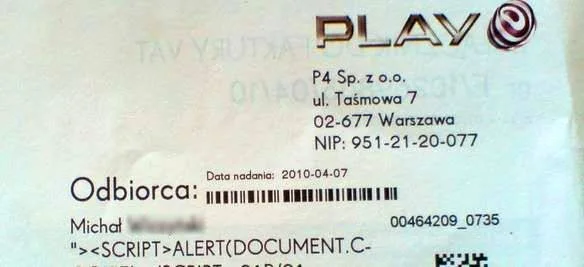 PLAY
P4 Sp. z o.o.
ul. Taśmowa 7
02-677 Warszawa
NIP: 951-21-20-077
Data nadania: 2010-04-07
Odbiorca:
Michał
00464209_0735
"><SCRIPT>ALERT(DOCUMENT.C-